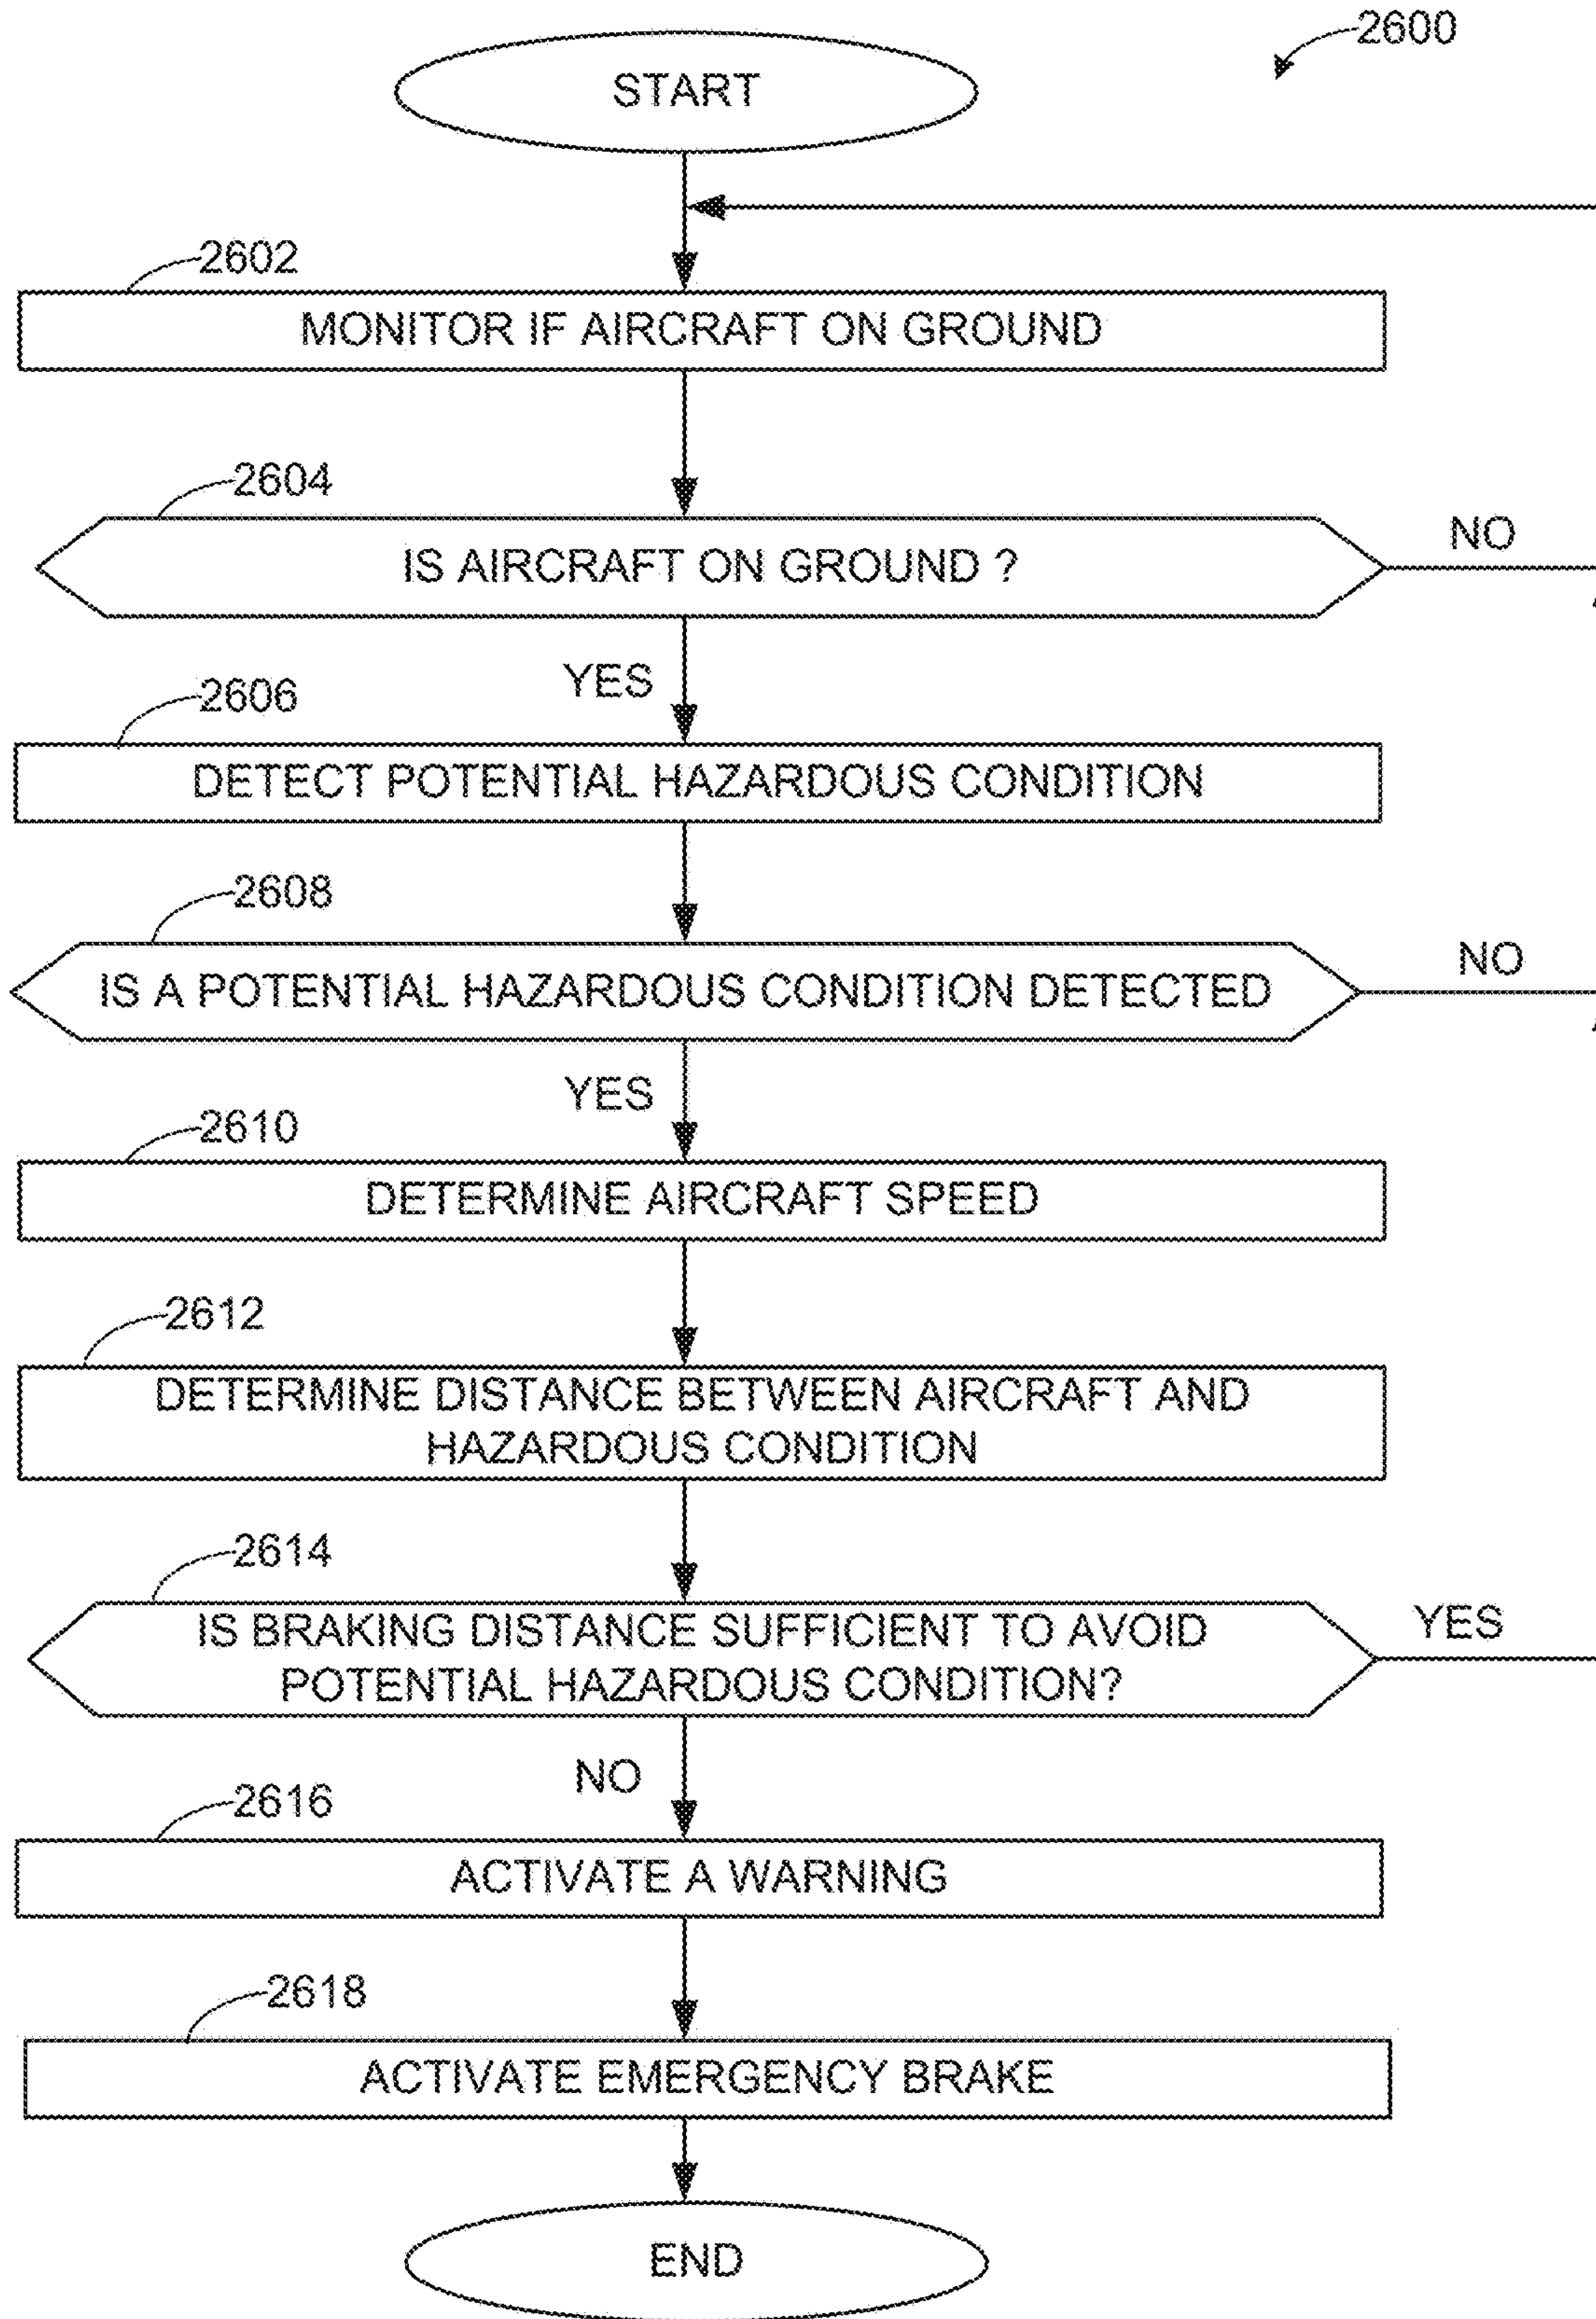 2600
START
2602
MONITOR IF AIRCRAFT ON GROUND
2604
IS AIRCRAFT ON GROUND ?
NO
YES
2606
DETECT POTENTIAL HAZARDOUS CONDITION
2608
IS A POTENTIAL HAZARDOUS CONDITION DETECTED
NO
YES
2610
DETERMINE AIRCRAFT SPEED
2612
DETERMINE DISTANCE BETWEEN AIRCRAFT AND
HAZARDOUS CONDITION
2614
IS BRAKING DISTANCE SUFFICIENT TO AVOID
POTENTIAL HAZARDOUS CONDITION?
YES
NO
2616
ACTIVATE A WARNING
2618
ACTIVATE EMERGENCY BRAKE
END